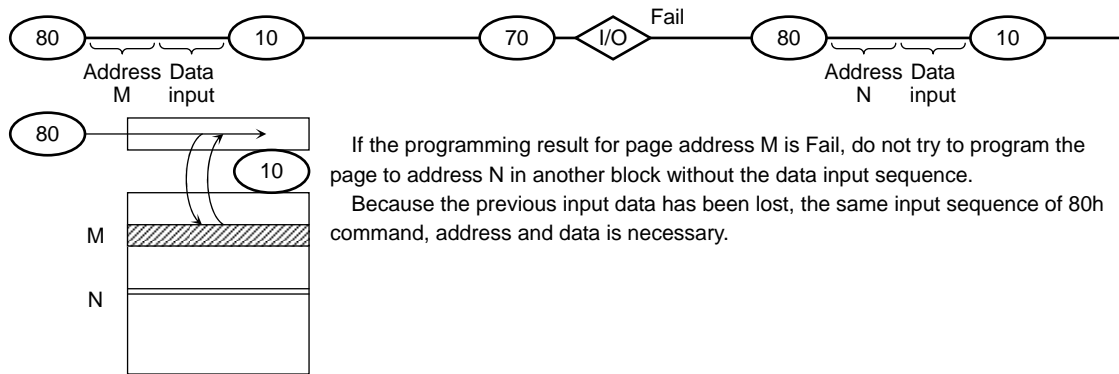 Fail
80 10 70 I/O 80 10
Address Data Address Data
M input N input
80
10
If the programming result for page address M is Fail, do not try to program the
page to address N in another block without the data input sequence.
Because the previous input data has been lost, the same input sequence of 80h
command, address and data is necessary.
M
N